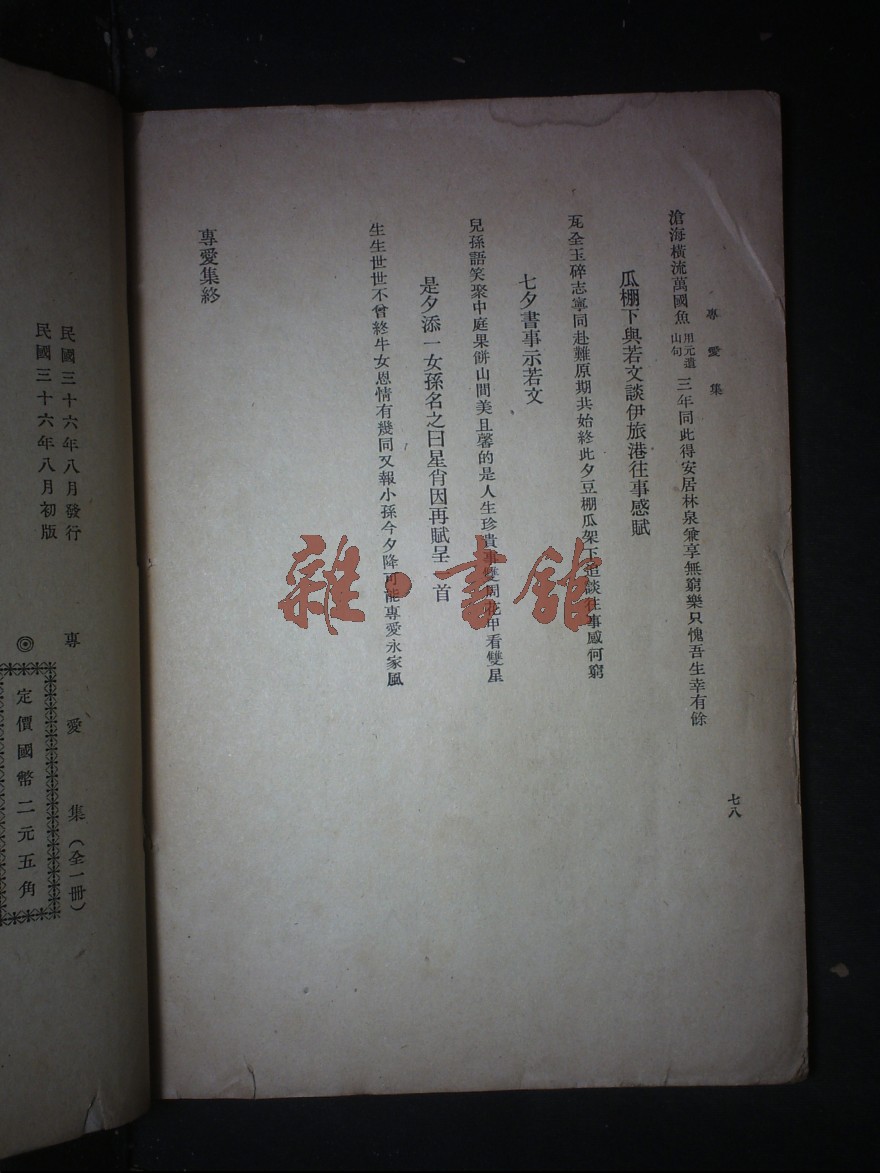 專愛集
七八
滄海橫流萬國魚用元遺山句三年同此得安居林泉兼享無窮樂只愧吾生幸有餘
瓜棚下與若文談伊旅港往事感賦
瓦全玉碎志寧同赴難原期共始終此夕豆棚瓜架下追談往事感何窮
七夕書事示若文
兒孫語笑聚中庭果餅山間美且馨的是人生珍貴事雙周花甲看雙星
是夕添一女孫名之曰星宵因再賦呈一首
生生世世不曾終牛女恩情有幾同又報小孫今夕降可能專愛永家風
專愛集終
民國三十六年八月發行
民國三十六年八月初版
專愛集(全一冊)
◎定價國幣二元五角
雜·書館